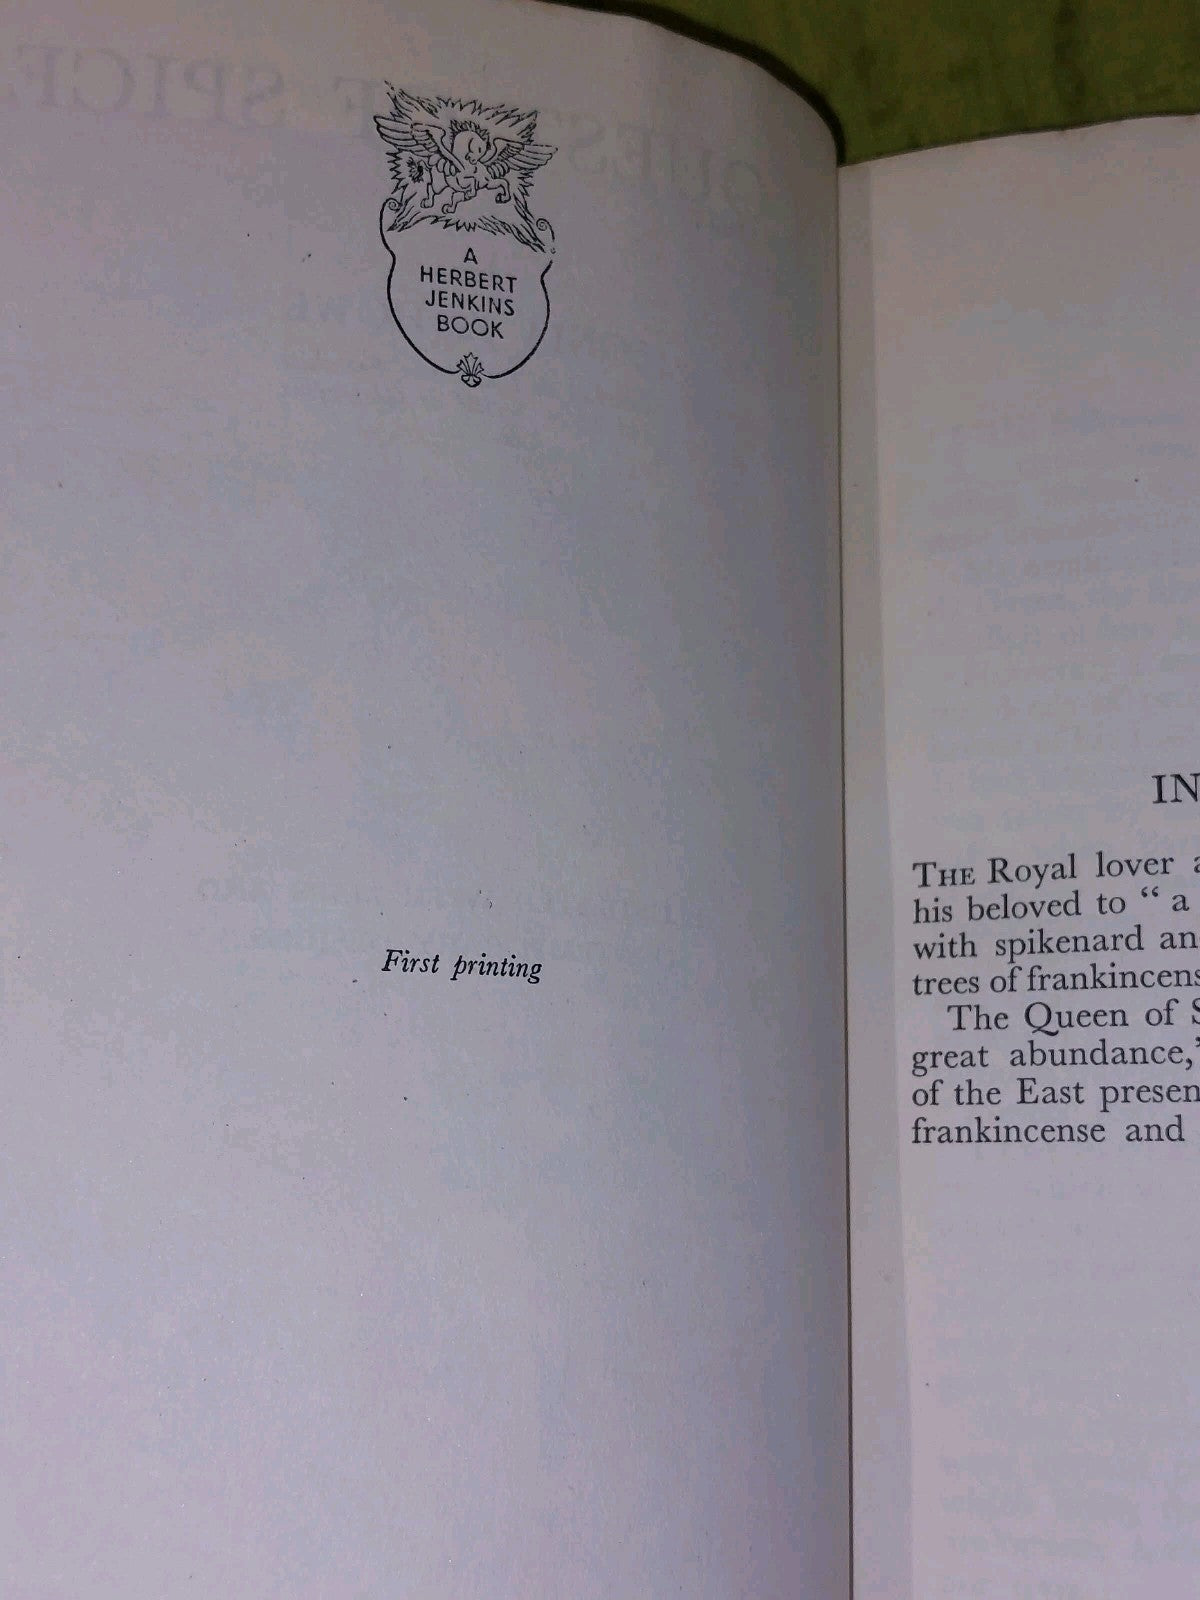 A
HERBERT
JENKINS
BOOK
First printing
IN
THE Royal lover
his beloved to “ a
with spikenard an
trees of frankincens
The Queen of S
great abundance,’
of the East presen
frankincense and